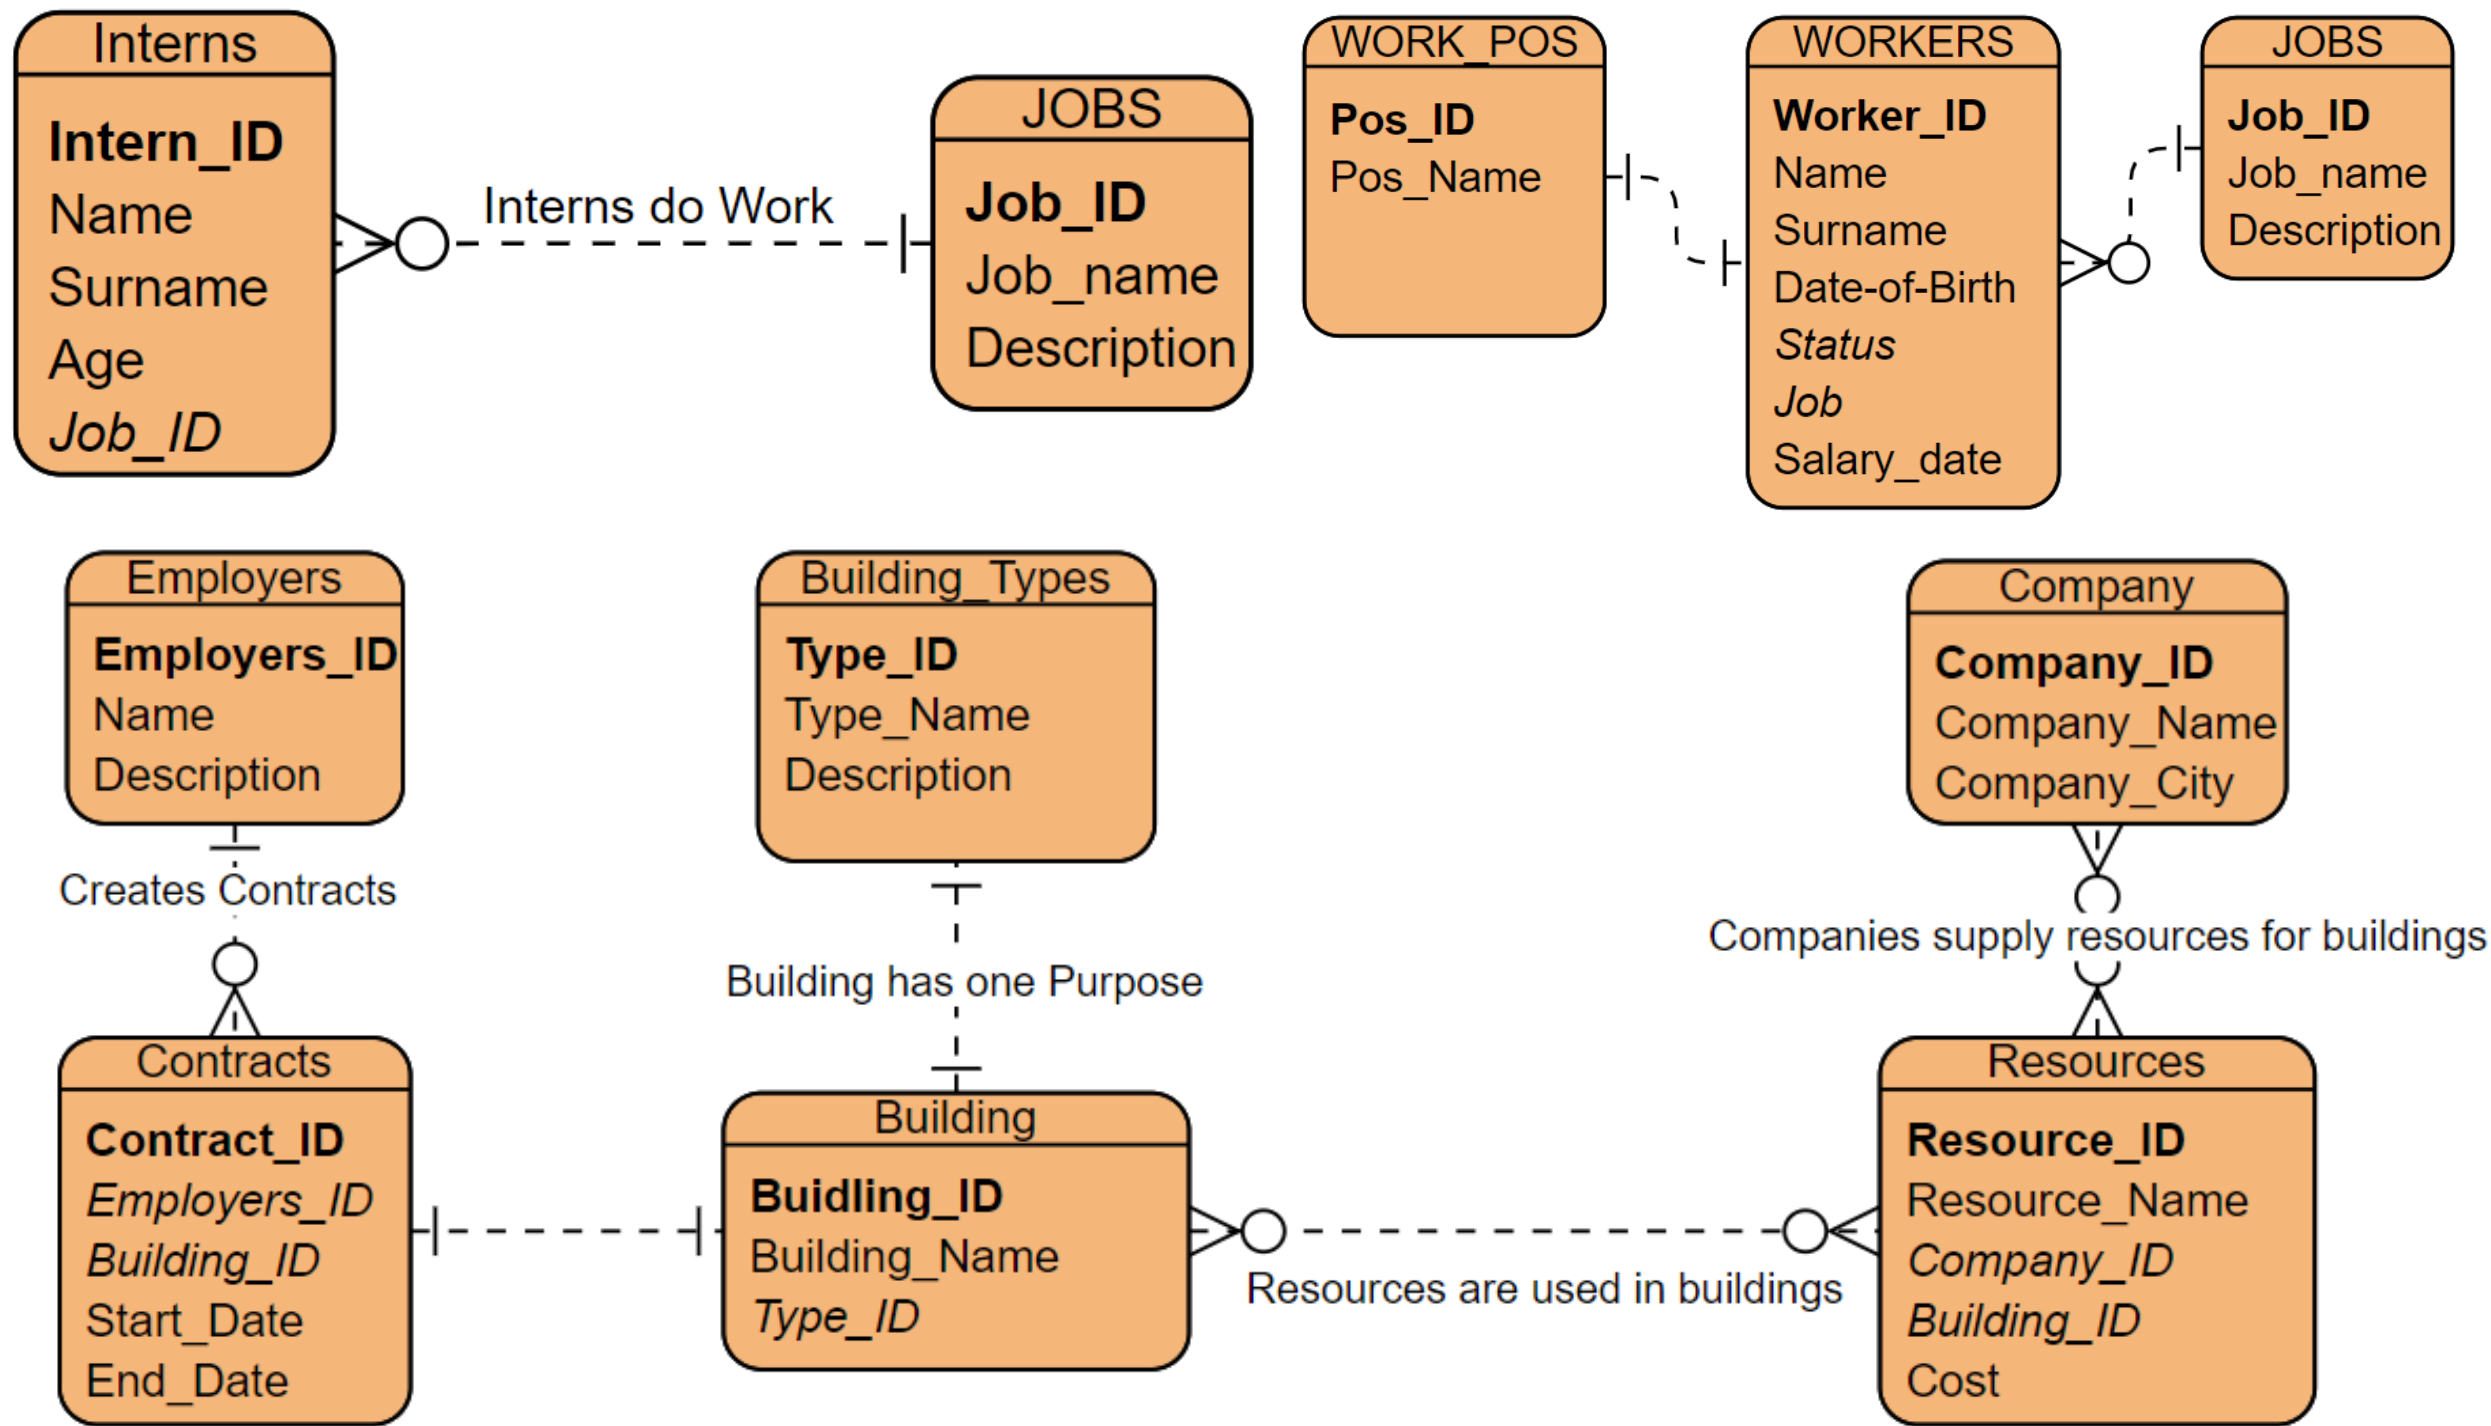 Interns
Intern_ID
Name
Surname
Age
Job_ID
Interns do Work
JOBS
Job_ID
Job_name
Description
WORK_POS
Pos_ID
Pos_Name
WORKERS
Worker_ID
Name
Surname
Date-of-Birth
Status
Job
Salary_date
JOBS
Job_ID
Job_name
Description
Employers
Employers_ID
Name
Description
Creates Contracts
Contracts
Contract_ID
Employers_ID
Building_ID
Start_Date
End_Date
Building_Types
Type_ID
Type_Name
Description
Building has one Purpose
Building
Buidling_ID
Building_Name
Type_ID
Resources are used in buildings
Company
Company_ID
Company_Name
Company_City
Companies supply resources for buildings
Resources
Resource_ID
Resource_Name
Company_ID
Building_ID
Cost